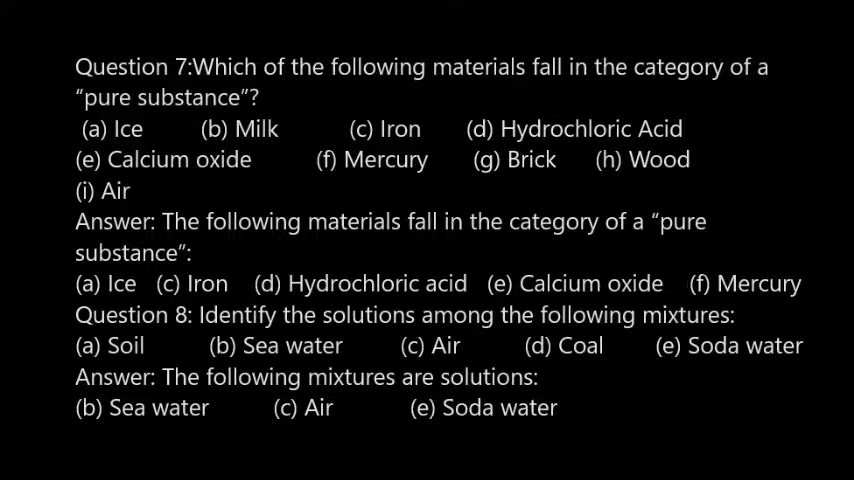 Question 7:Which of the following materials fall in the category of a
“pure substance”?
(a) Ice (b) Milk (c) Iron (d) Hydrochloric Acid
(e) Calcium oxide (f) Mercury (g) Brick (h) Wood
(i) Air
Answer: The following materials fall in the category of a “pure
substance”:
(a) Ice (c) Iron (d) Hydrochloric acid (e) Calcium oxide (f) Mercury
Question 8: Identify the solutions among the following mixtures:
(a) Soil (b) Sea water (c) Air (d) Coal (e) Soda water
Answer: The following mixtures are solutions:
(b) Sea water (c) Air (e) Soda water